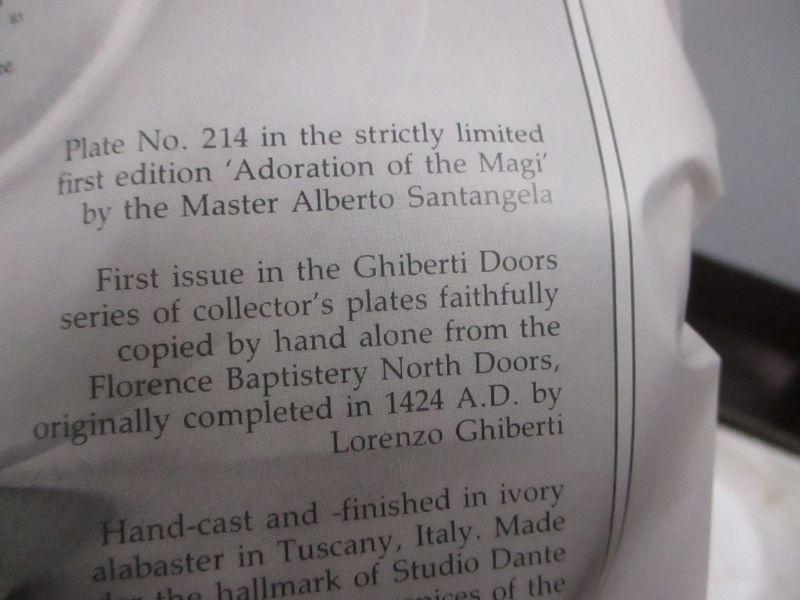 Plate No. 214 in the strictly limited
first edition 'Adoration of the Magi'
by the Master Alberto Santangela
First issue in the Ghiberti Doors
series of collector's plates faithfully
copied by hand alone from the
Florence Baptistery North Doors,
originally completed in 1424 A.D. by
Lorenzo Ghiberti
Hand-cast and -finished in ivory
alabaster in Tuscany, Italy. Made
the hallmark of Studio Dante
of the